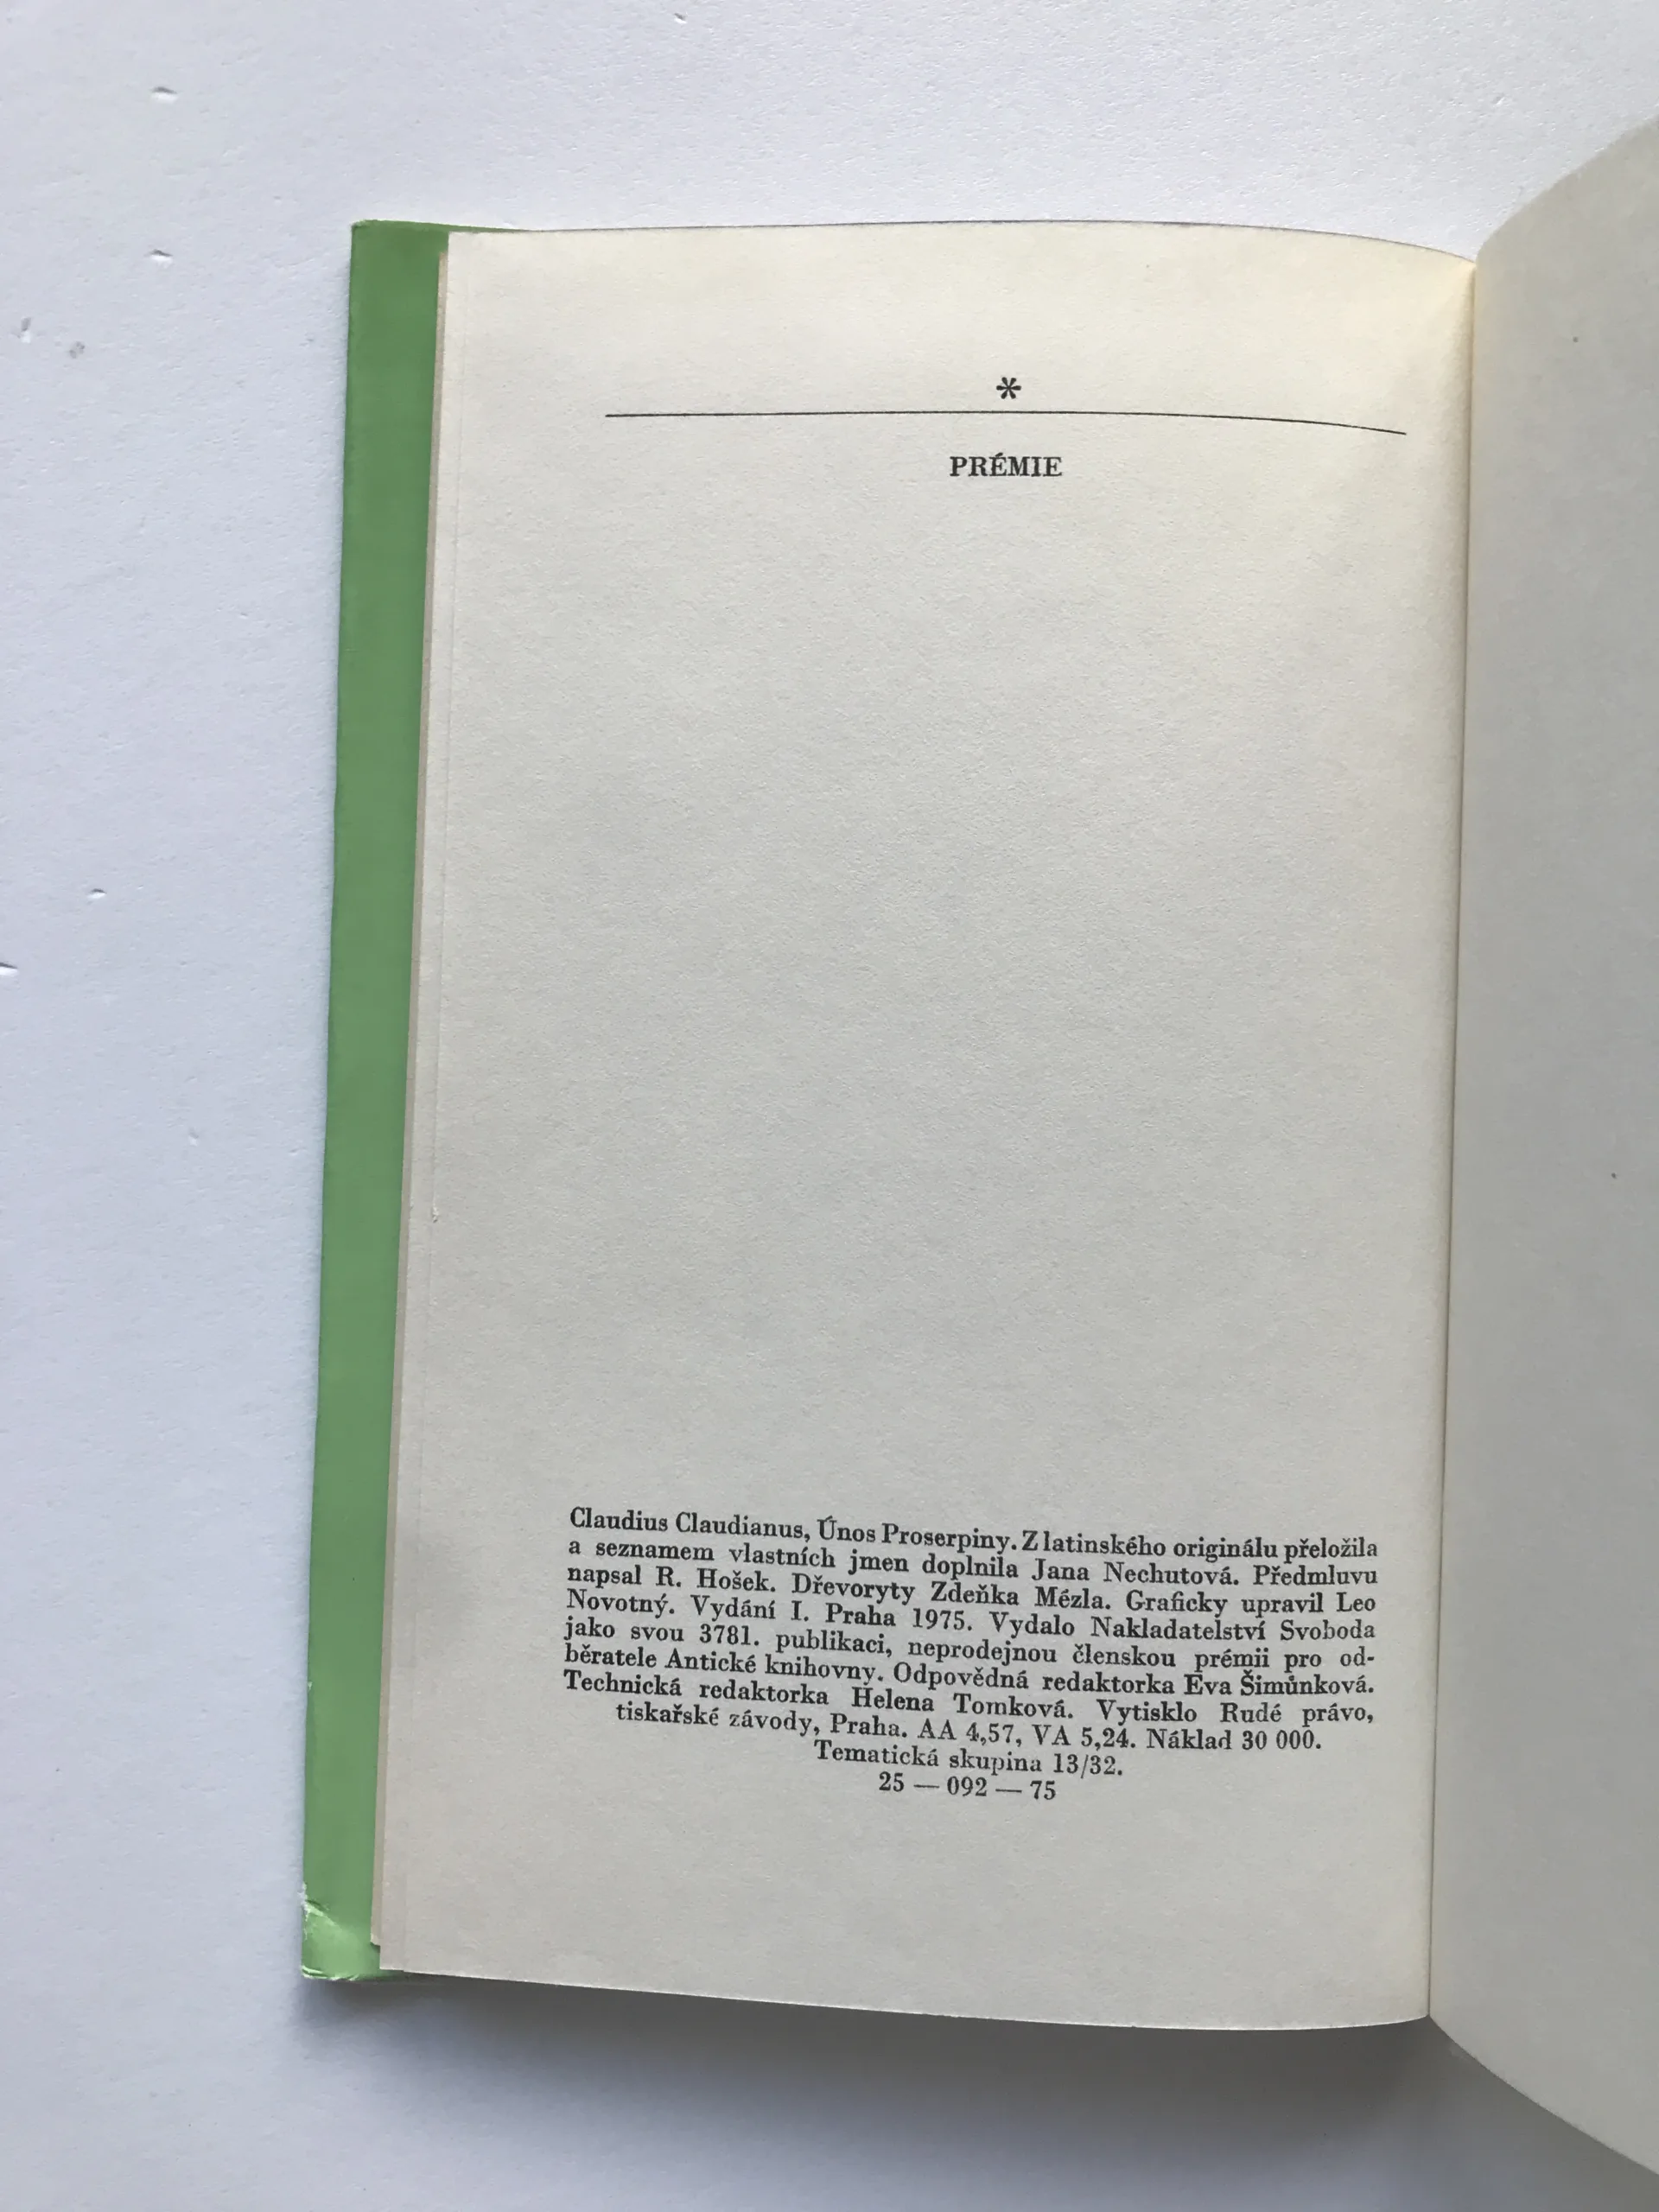 *
PRÉMIE
Claudius Claudianus, Únos Proserpiny. Z latinského originálu přeložila
a seznamem vlastních jmen doplnila Jana Nechutová. Předmluvu
napsal R. Hošek. Dřevoryty Zdeňka Mézla. Graficky upravil Leo
Novotný. Vydání I. Praha 1975. Vydalo Nakladatelství Svoboda
jako svou 3781. publikaci, neprodejnou členskou prémii pro od-
běratele Antické knihovny. Odpovědná redaktorka Eva Šimůnková.
Technická redaktorka Helena Tomková. Vytisklo Rudé právo,
tiskařské závody, Praha. AA 4,57, VA 5,24. Náklad 30 000.
Tematická skupina 13/32.
25 — 092 — 75